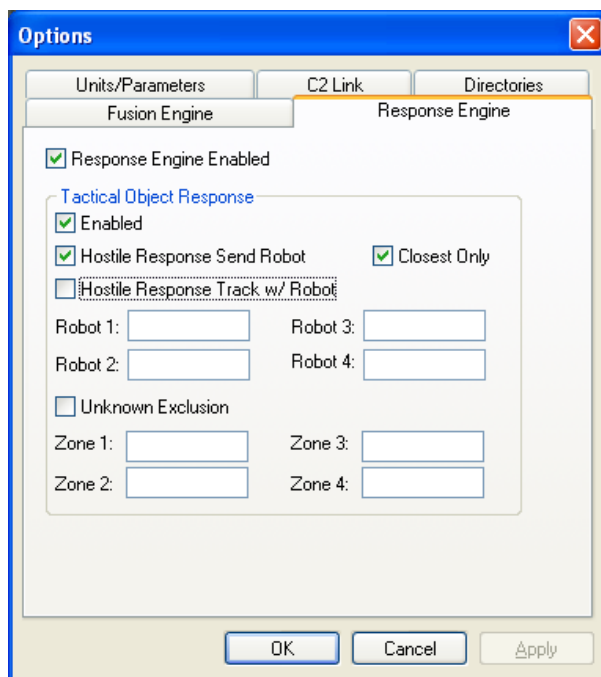 Options
Units/Parameters C2 Link Directories
Fusion Engine Response Engine
Response Engine Enabled
Tactical Object Response
Enabled
Hostile Response Send Robot Closest Only
Hostile Response Track w/ Robot
Robot 1: Robot 3:
Robot 2: Robot 4:
Unknown Exclusion
Zone 1: Zone 3:
Zone 2: Zone 4:
OK Cancel Apply